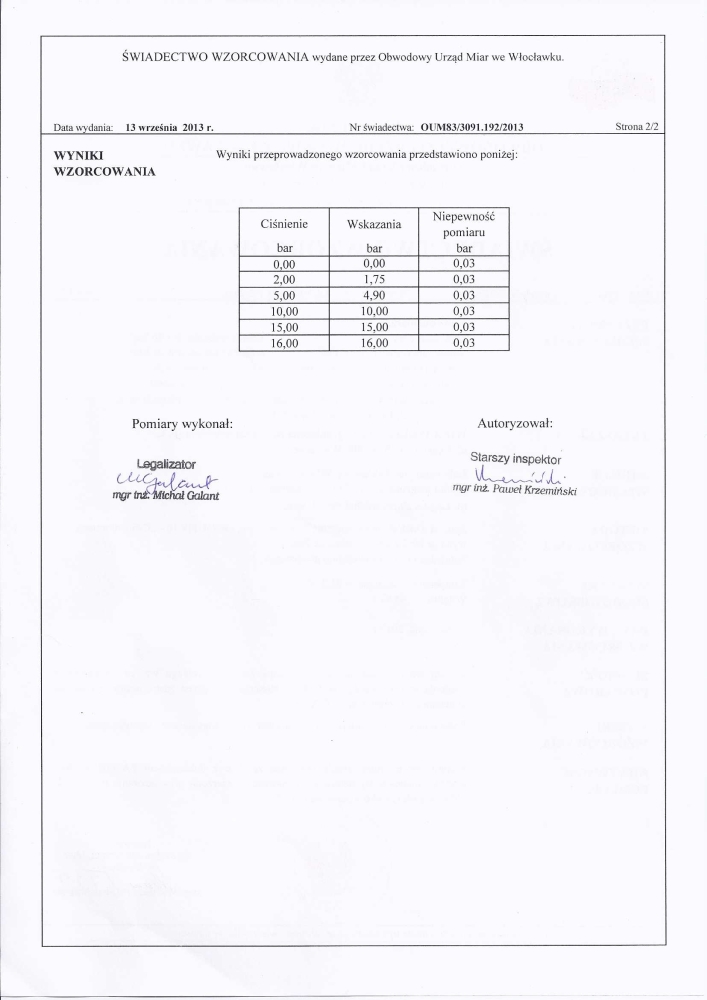 ŚWIADECTWO WZORCOWANIA wydane przez Obwodowy Urząd Miar we Włocławku.
Data wydania: 13 września 2013 r. Nr świadectwa: OUM83/3091.192/2013 Strona 2/2
WYNIKI WZORCOWANIA
Wyniki przeprowadzonego wzorcowania przedstawiono poniżej:
Ciśnienie bar Wskazania bar Niepewność pomiaru bar
0,00 0,00 0,03
2,00 1,75 0,03
5,00 4,90 0,03
10,00 10,00 0,03
15,00 15,00 0,03
16,00 16,00 0,03
Pomiary wykonał: Autoryzował:
Legalizator
mgr inż. Michał Galant
Starszy inspektor
mgr inż. Paweł Krzemiński